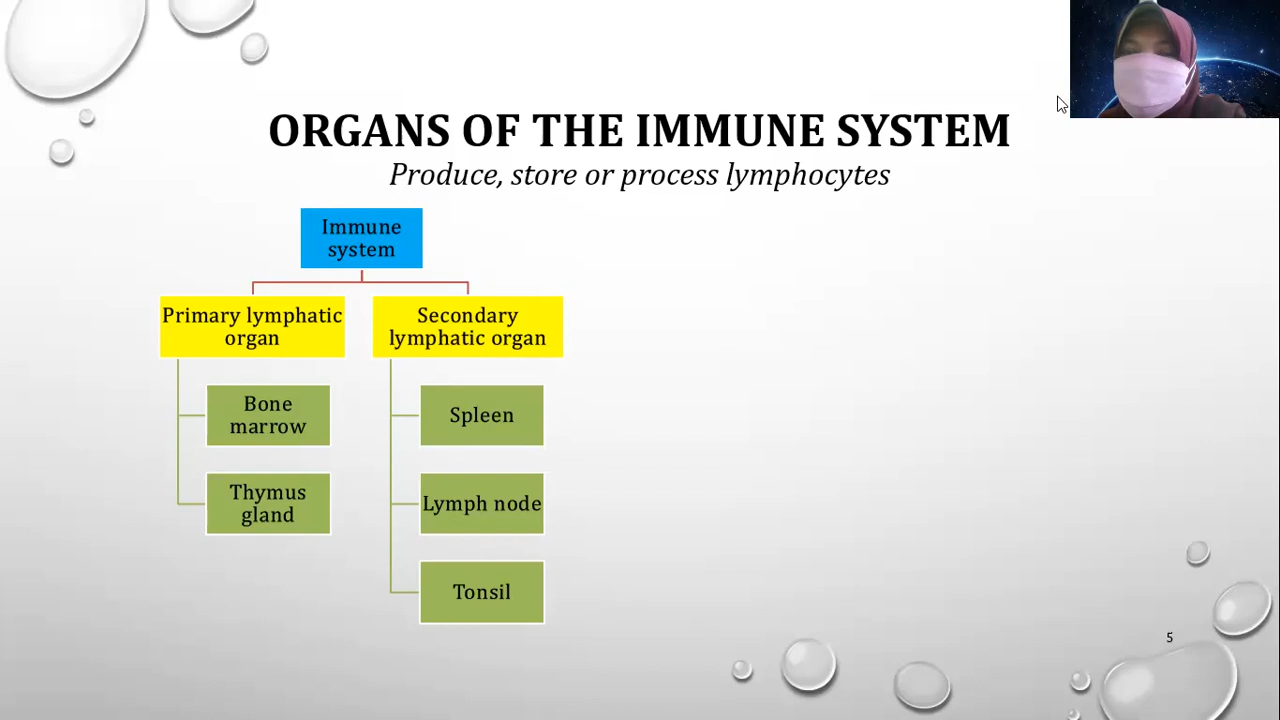 ORGANS OF THE IMMUNE SYSTEM
Produce, store or process lymphocytes
Immune
system
Primary lymphatic
organ
Bone
marrow
Thymus
gland
Secondary
lymphatic organ
Spleen
Lymph node
Tonsil
5